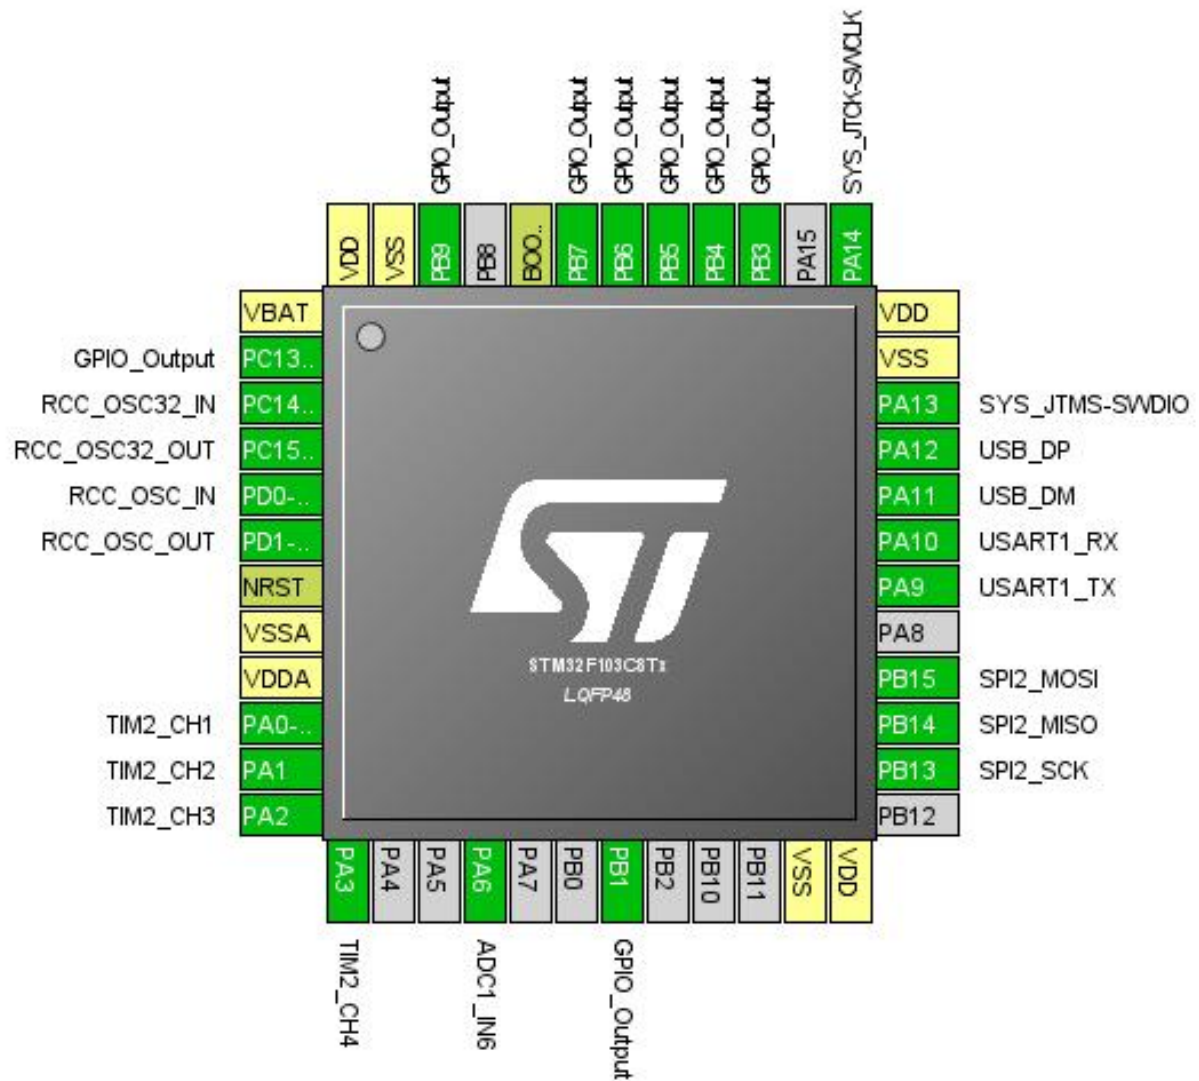 GPIO_Output
GPIO_Output
GPIO_Output
GPIO_Output
GPIO_Output
GPIO_Output
SYS_JTCK-SWCLK
VDD
VSS
PB9
PB8
BOO..
PB7
PB6
PB5
PB4
PB3
PA15
PA14
VBAT
GPIO_Output PC13..
RCC_OSC32_IN PC14..
RCC_OSC32_OUT PC15..
RCC_OSC_IN PD0-..
RCC_OSC_OUT PD1-..
NRST
VSSA
VDDA
TIM2_CH1 PA0-..
TIM2_CH2 PA1
TIM2_CH3 PA2
ST
STM32F103C8Tx
LQFP48
VDD
VSS
PA13 SYS_JTMS-SWDIO
PA12 USB_DP
PA11 USB_DM
PA10 USART1_RX
PA9 USART1_TX
PA8
PB15 SPI2_MOSI
PB14 SPI2_MISO
PB13 SPI2_SCK
PB12
PA3
PA4
PA5
PA6
PA7
PB0
PB1
PB2
PB10
PB11
VSS
VDD
TIM2_CH4
ADC1_IN6
GPIO_Output